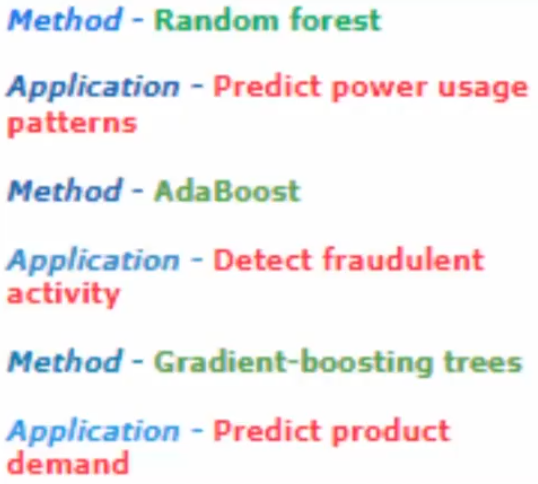 Method - Random forest
Application - Predict power usage
patterns
Method - AdaBoost
Application - Detect fraudulent
activity
Method - Gradient-boosting trees
Application - Predict product
demand